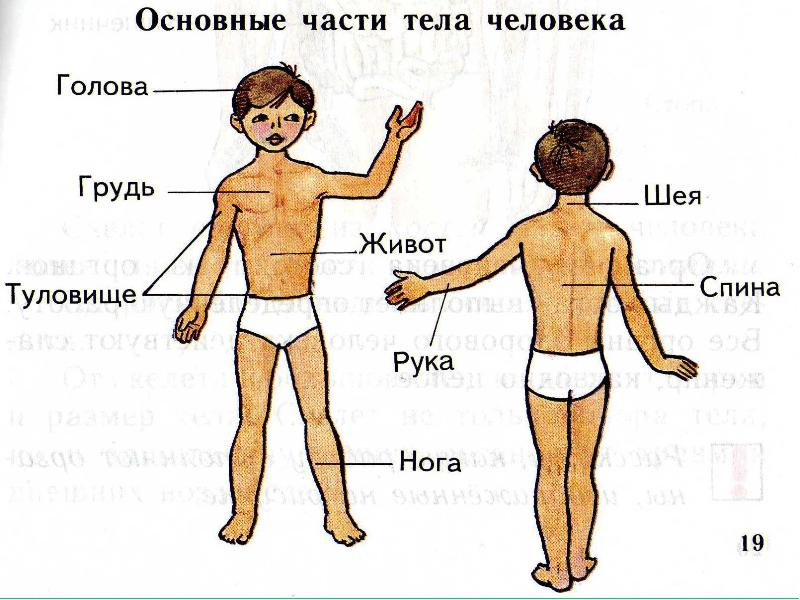 Основные части тела человека
Голова
Грудь
Шея
Живот
Туловище
Спина
Рука
Нога
19